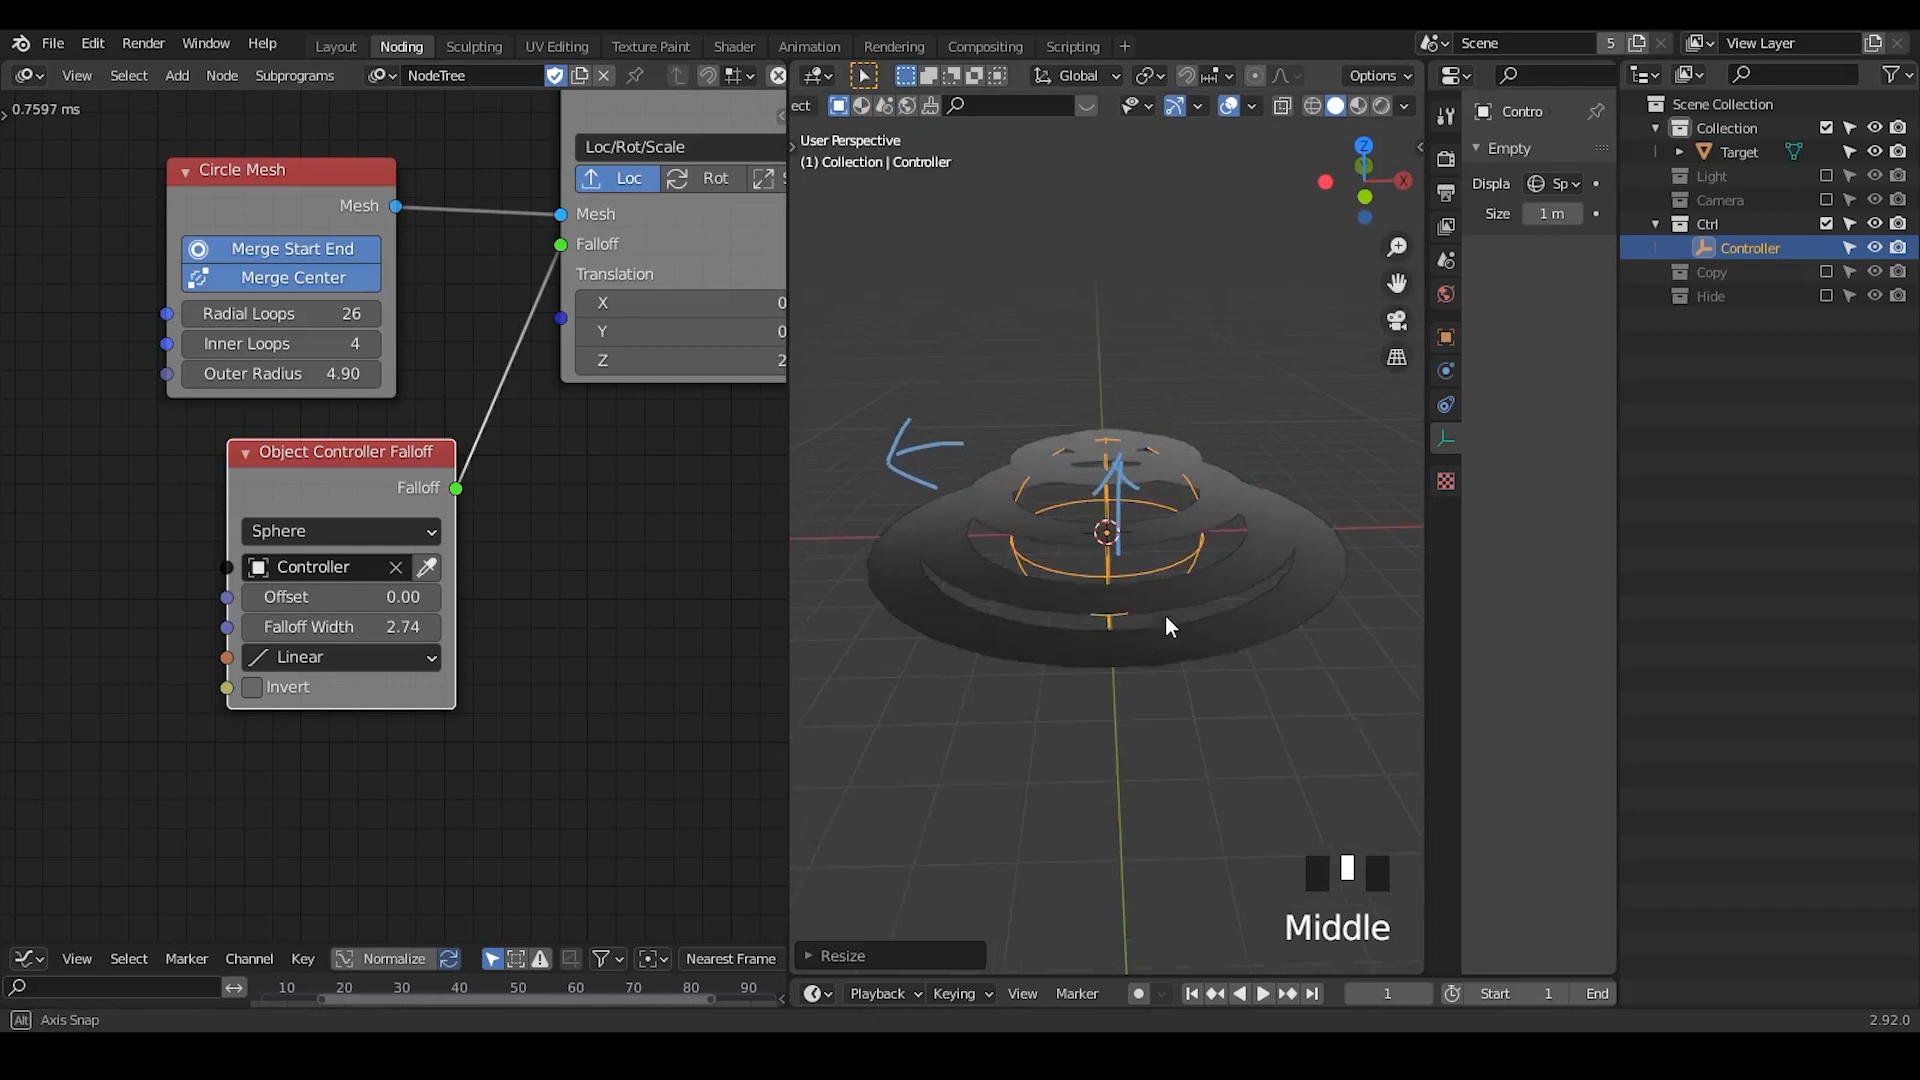 File Edit Render Window Help Layout Noding Sculpting UV Editing Texture Paint Shader Animation Rendering Compositing Scripting + Scene 5 View Layer
View Select Add Node Subprograms NodeTree Global Options
ect
0.7597 ms
User Perspective
(1) Collection | Controller
Circle Mesh
Mesh
Merge Start End
Merge Center
Radial Loops 26
Inner Loops 4
Outer Radius 4.90
Loc/Rot/Scale
Loc Rot S
Mesh
Falloff
Translation
X 0
Y 0
Z 2
Object Controller Falloff
Falloff
Sphere
Controller
Offset 0.00
Falloff Width 2.74
Linear
Invert
Z
X
Contro
Empty
Displa Sp
Size 1 m
Scene Collection
Collection
Target
Light
Camera
Ctrl
Controller
Copy
Hide
Middle
Resize
View Select Marker Channel Key Normalize Nearest Frame
10 20 30 40 50 60 70 80 90
Playback Keying View Marker 1 Start 1 End
Alt Axis Snap
2.92.0